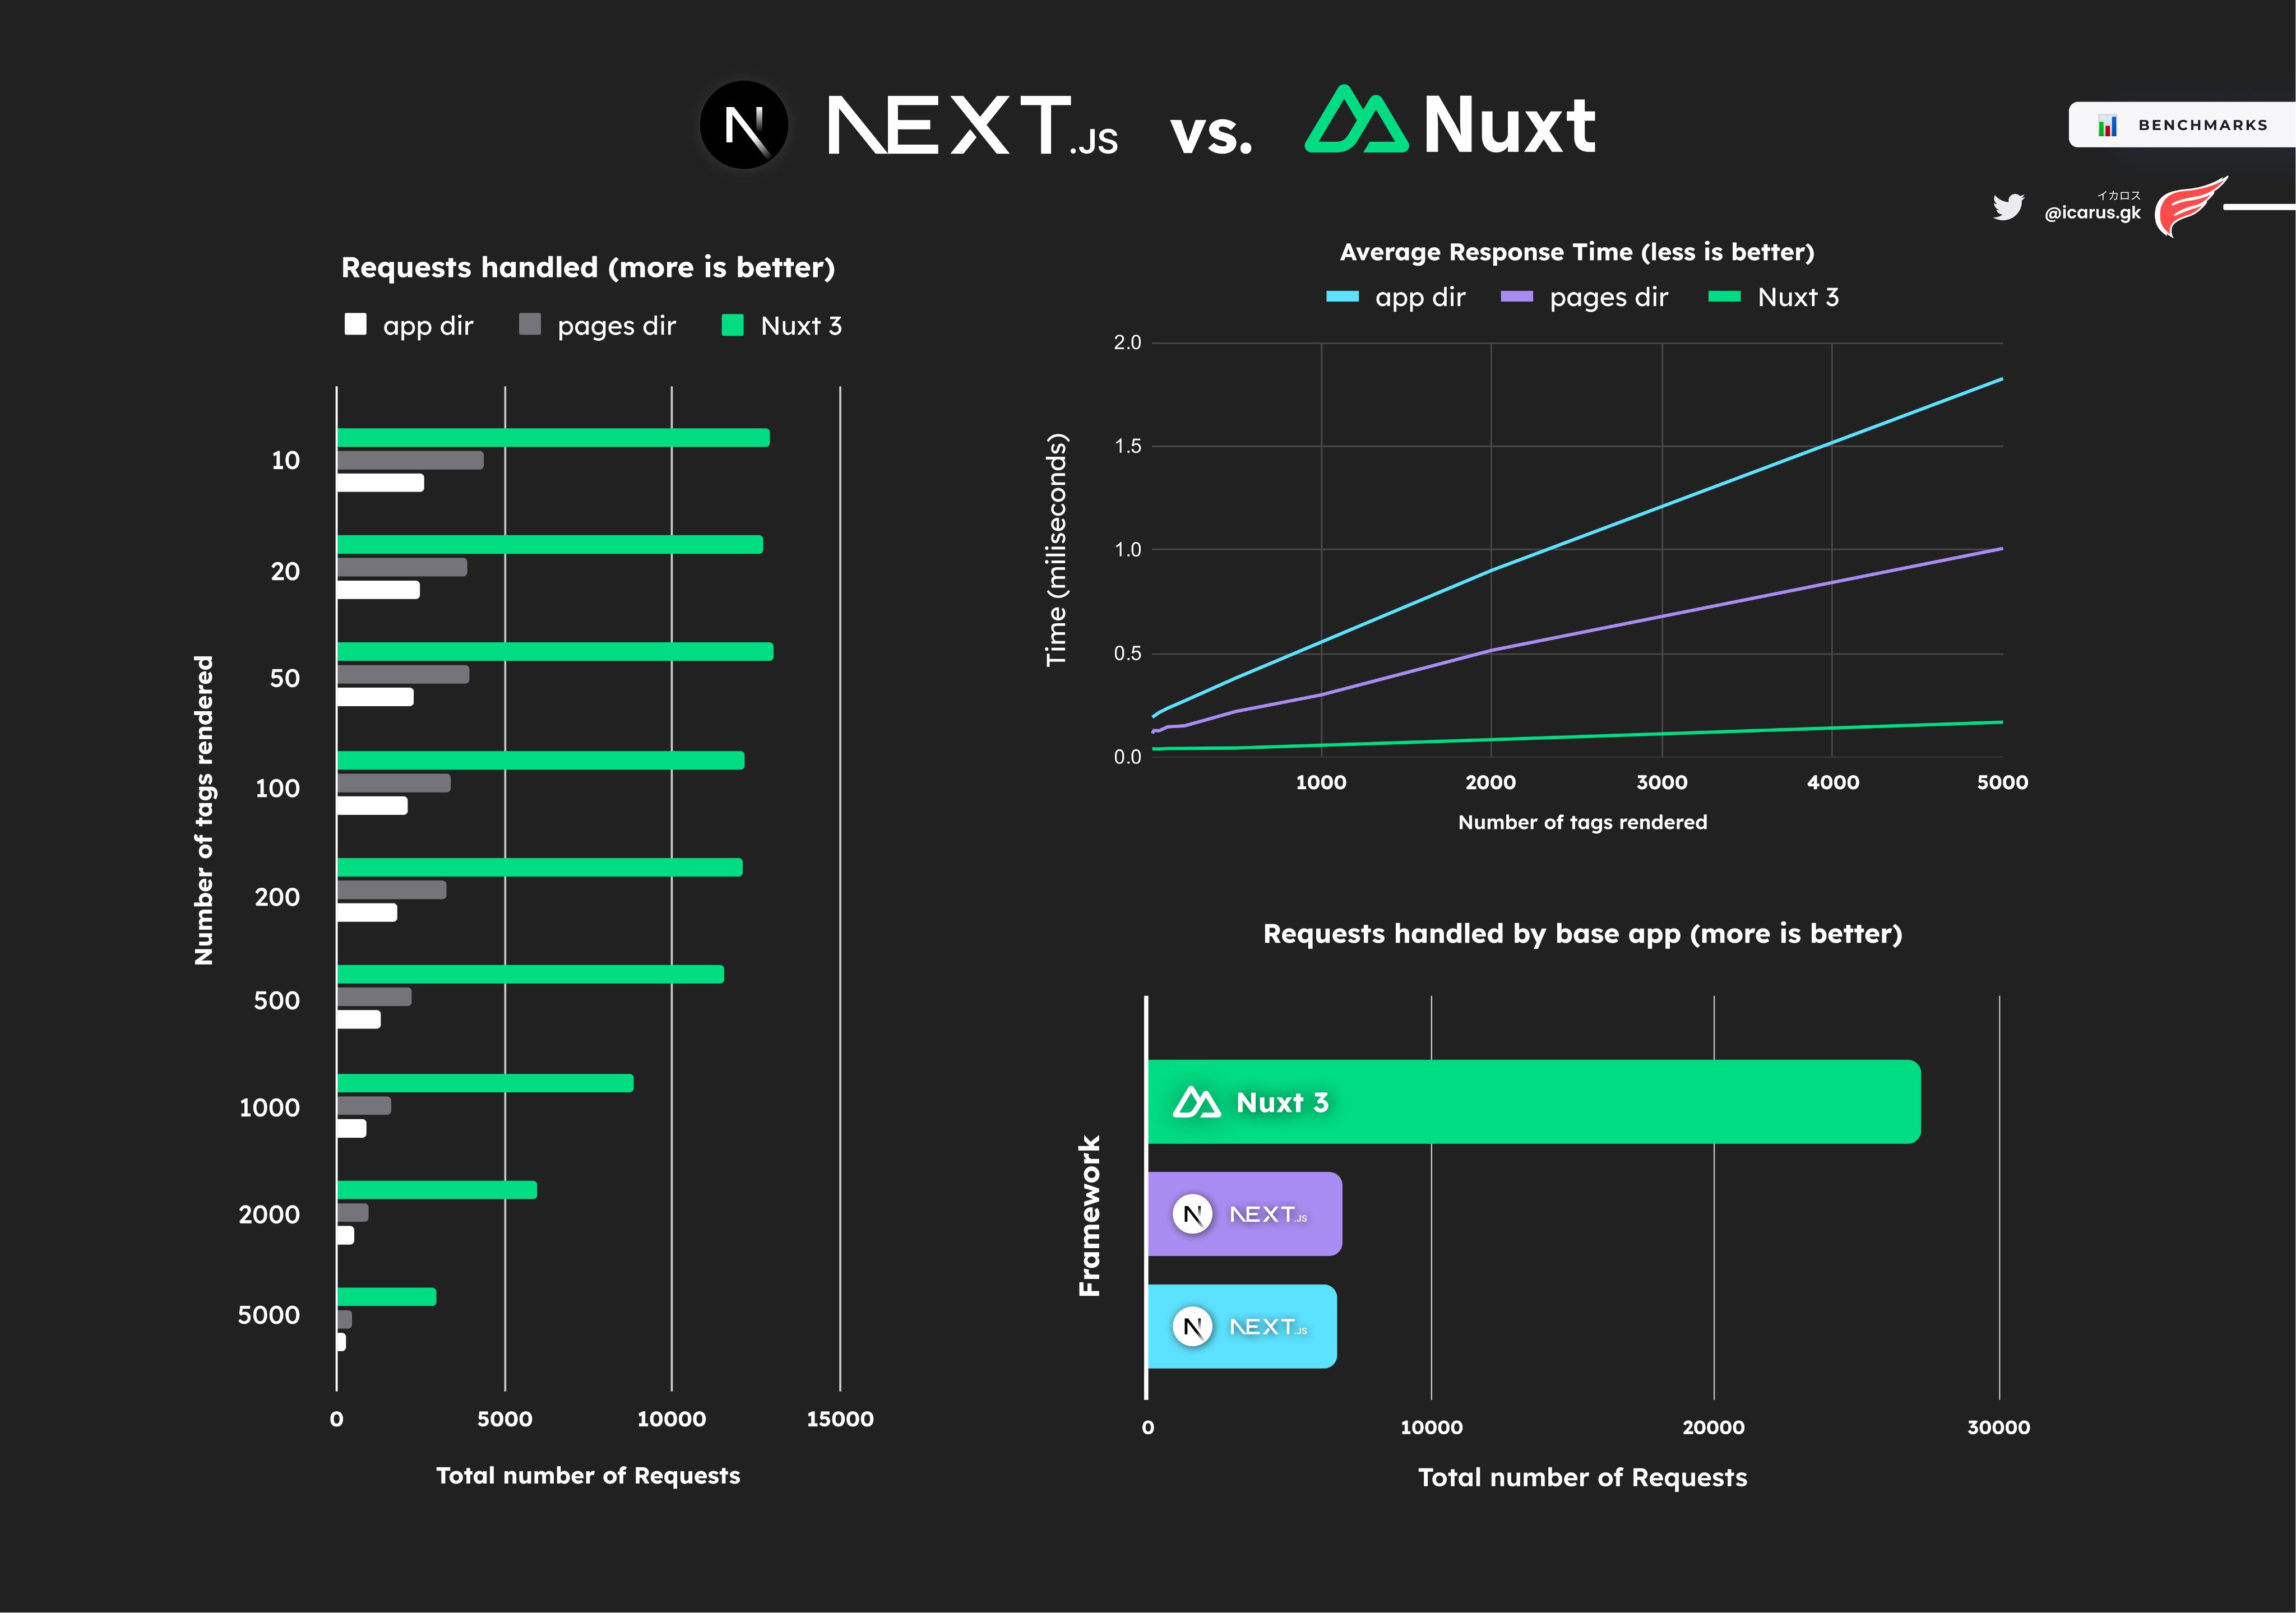 NEXT.JS vs. Nuxt
BENCHMARKS
イカロス
@icarus.gk
Requests handled (more is better)
app dir pages dir Nuxt 3
Number of tags rendered
10
20
50
100
200
500
1000
2000
5000
0 5000 10000 15000
Total number of Requests
Average Response Time (less is better)
app dir pages dir Nuxt 3
Time (miliseconds)
2.0
1.5
1.0
0.5
0.0
1000 2000 3000 4000 5000
Number of tags rendered
Requests handled by base app (more is better)
Framework
Nuxt 3
N NEXT.JS
N NEXT.JS
0 10000 20000 30000
Total number of Requests